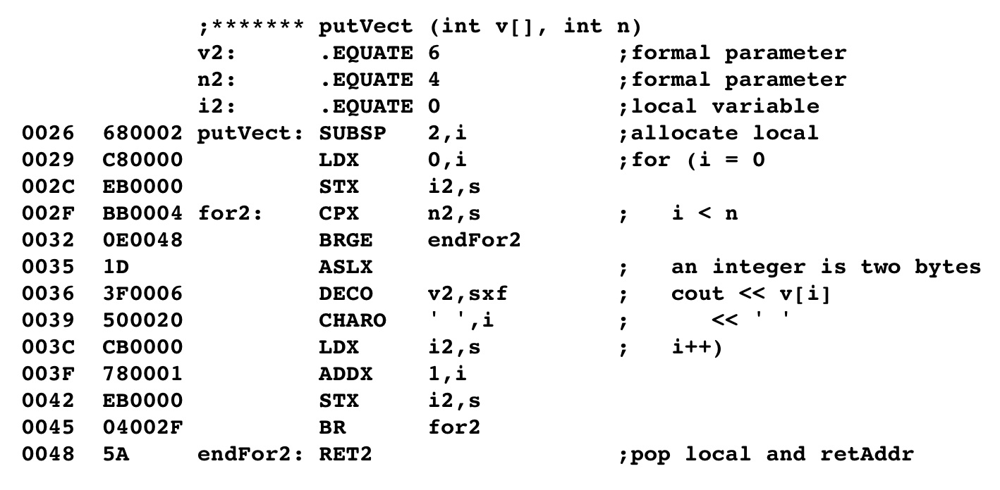 ;******* putVect (int v[], int n)
v2:      .EQUATE 6             ;formal parameter
n2:      .EQUATE 4             ;formal parameter
i2:      .EQUATE 0             ;local variable
0026  680002 putVect: SUBSP   2,i           ;allocate local
0029  C80000          LDX     0,i           ;for (i = 0
002C  EB0000          STX     i2,s
002F  BB0004 for2:    CPX     n2,s          ;   i < n
0032  0E0048          BRGE    endFor2
0035  1D              ASLX                  ;   an integer is two bytes
0036  3F0006          DECO    v2,sxf        ;   cout << v[i]
0039  500020          CHARO   ' ',i         ;      << ' '
003C  CB0000          LDX     i2,s          ;   i++)
003F  780001          ADDX    1,i
0042  EB0000          STX     i2,s
0045  04002F          BR      for2
0048  5A     endFor2: RET2                  ;pop local and retAddr